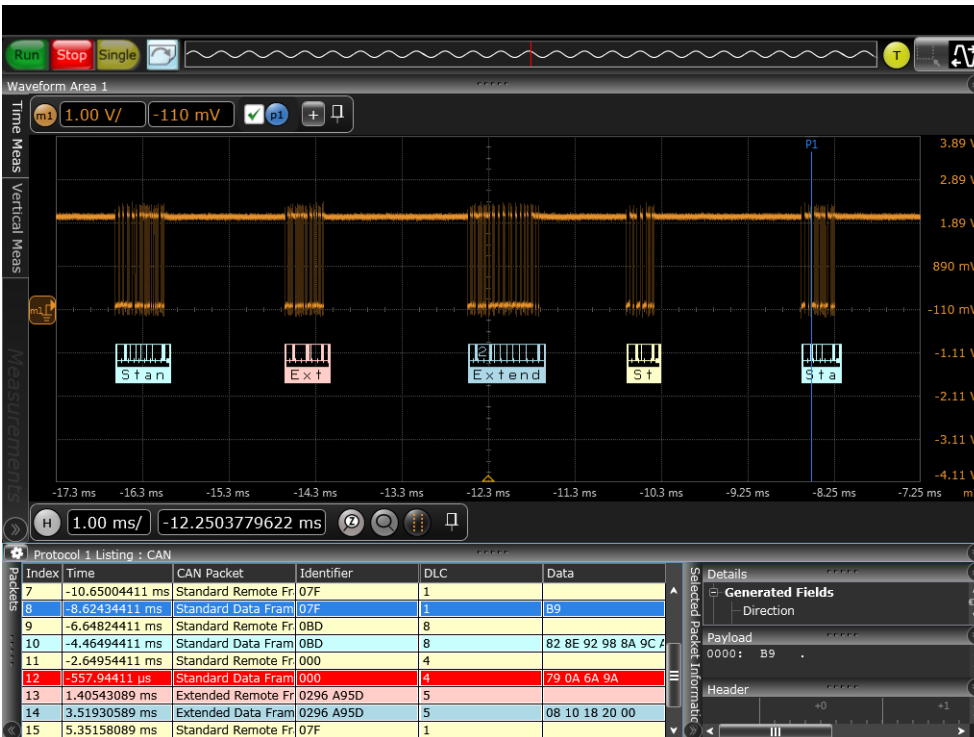 Run Stop Single T
Waveform Area 1
m1 1.00 V/ -110 mV p1 +
Time Meas
Vertical Meas
Measurements
P1
3.89 V
2.89 V
1.89 V
890 mV
-110 mV
-1.11 V
-2.11 V
-3.11 V
-4.11 V
m1
Stan Ext 2 Extend St Sta
-17.3 ms -16.3 ms -15.3 ms -14.3 ms -13.3 ms -12.3 ms -11.3 ms -10.3 ms -9.25 ms -8.25 ms -7.25 ms m
H 1.00 ms/ -12.2503779622 ms Z
Protocol 1 Listing : CAN
Packets
Index Time CAN Packet Identifier DLC Data
7 -10.65004411 ms Standard Remote Fr 07F 1
8 -8.62434411 ms Standard Data Fram 07F 1 B9
9 -6.64824411 ms Standard Remote Fr 0BD 8
10 -4.46494411 ms Standard Data Fram 0BD 8 82 8E 92 98 8A 9C A
11 -2.64954411 ms Standard Remote Fr 000 4
12 -557.94411 µs Standard Data Fram 000 4 79 0A 6A 9A
13 1.40543089 ms Extended Remote Fr 0296 A95D 5
14 3.51930589 ms Extended Data Fram 0296 A95D 5 08 10 18 20 00
15 5.35158089 ms Standard Remote Fr 07F 1
Selected Packet Informatic
Details
Generated Fields
Direction
Payload
0000: B9 .
Header
+0 +1